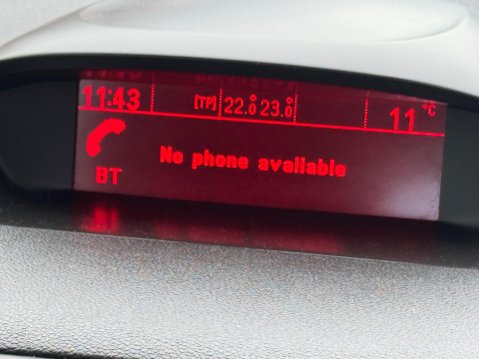 11:43 [TP] 22.0° 23.0° 11 °C
No phone available
BT